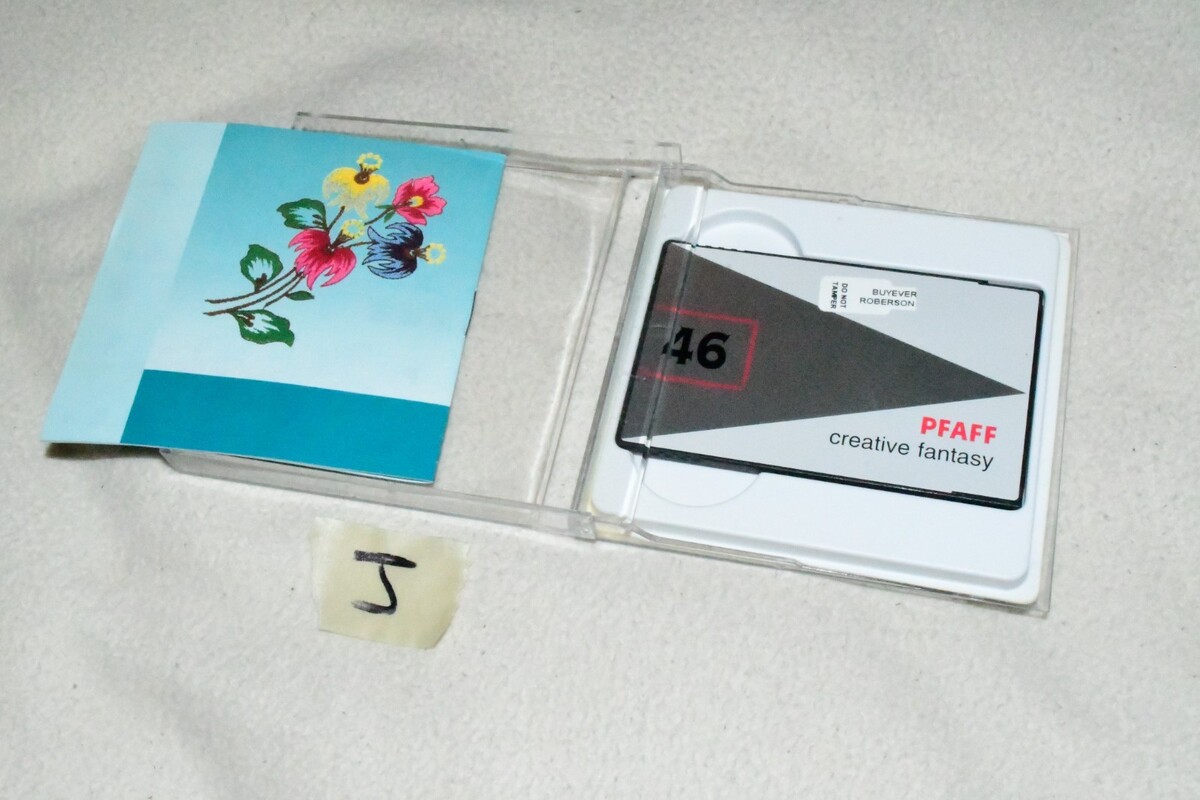 DO NOT
TAMPER
BUYEVER
ROBERSON
46
PFAFF
creative fantasy
J